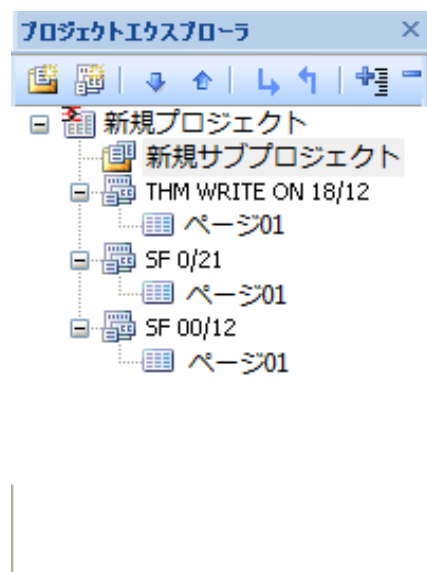 プロジェクトエクスプローラ
新規プロジェクト
新規サブプロジェクト
THM WRITE ON 18/12
ページ01
SF 0/21
ページ01
SF 00/12
ページ01